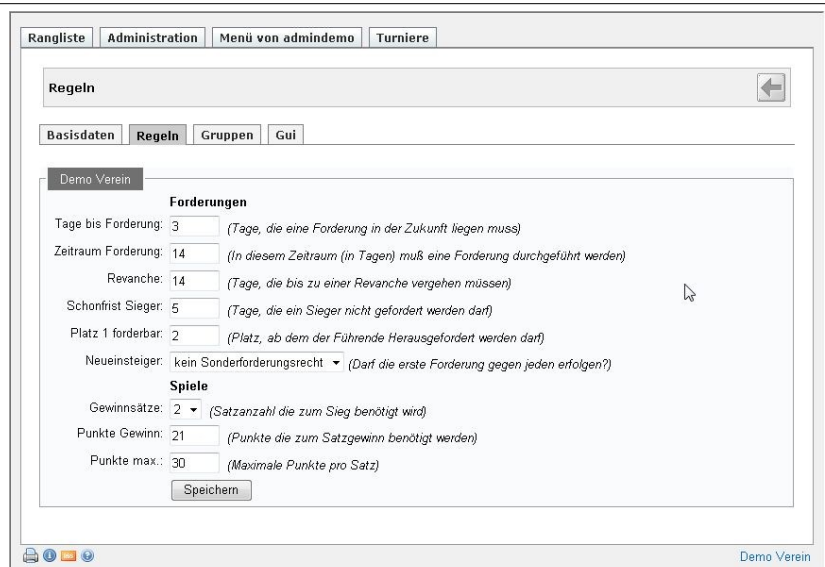 Rangliste Administration Menü von admindemo Turniere
Regeln
Basisdaten Regeln Gruppen Gui
Demo Verein
Forderungen
Tage bis Forderung: 3 (Tage, die eine Forderung in der Zukunft liegen muss)
Zeitraum Forderung: 14 (In diesem Zeitraum (in Tagen) muß eine Forderung durchgeführt werden)
Revanche: 14 (Tage, die bis zu einer Revanche vergehen müssen)
Schonfrist Sieger: 5 (Tage, die ein Sieger nicht gefordert werden darf)
Platz 1 forderbar: 2 (Platz, ab dem der Führende Herausgefordert werden darf)
Neueinsteiger: kein Sonderforderungsrecht (Darf die erste Forderung gegen jeden erfolgen?)
Spiele
Gewinnsätze: 2 (Satzanzahl die zum Sieg benötigt wird)
Punkte Gewinn: 21 (Punkte die zum Satzgewinn benötigt werden)
Punkte max.: 30 (Maximale Punkte pro Satz)
Speichern
Demo Verein